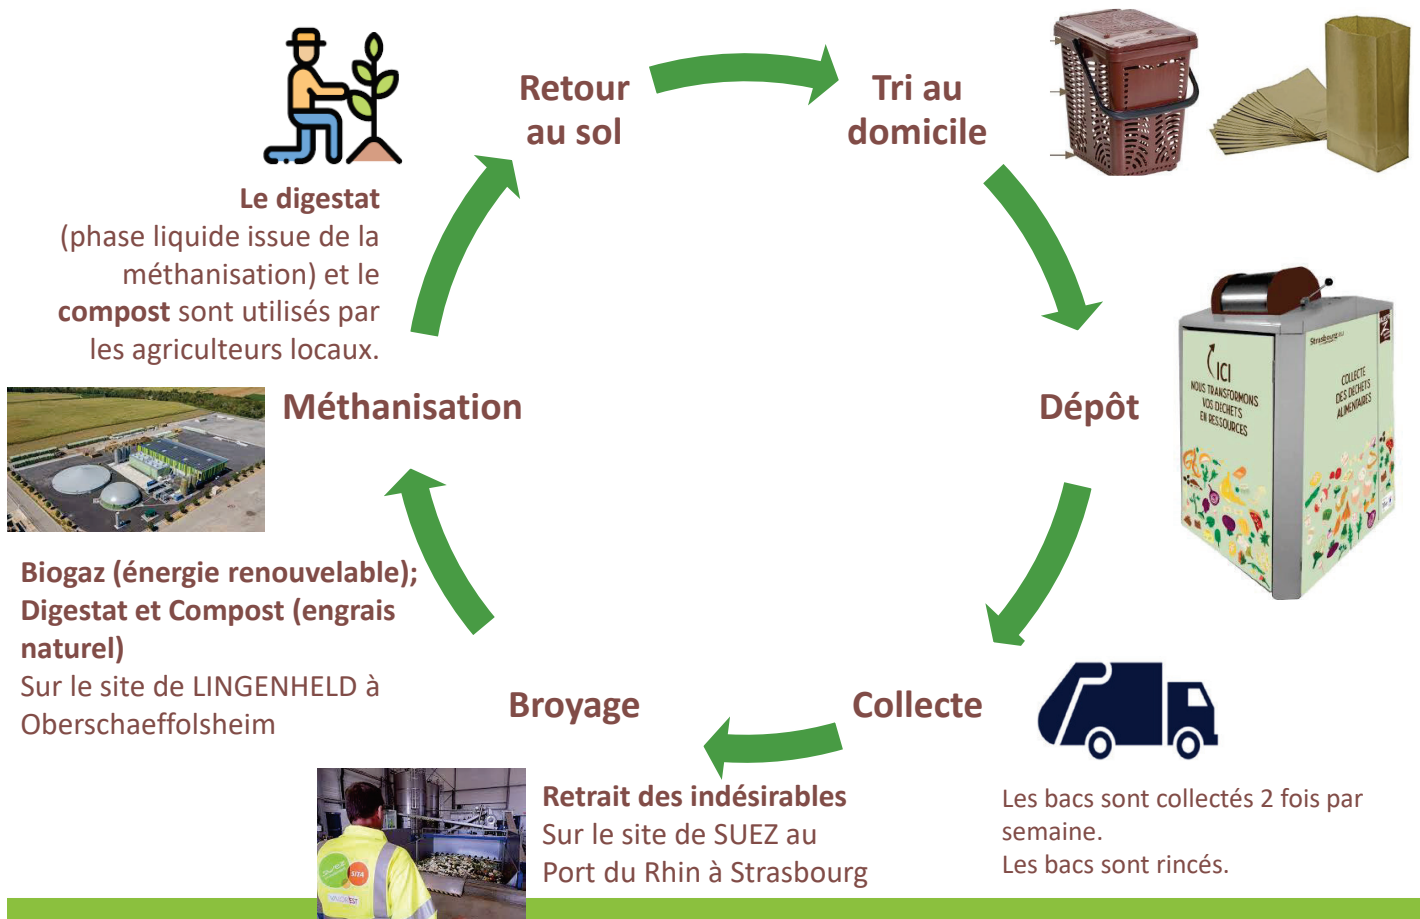 Retour
au sol
Tri au
domicile
Le digestat
(phase liquide issue de la
méthanisation) et le
compost sont utilisés par
les agriculteurs locaux.
Méthanisation
Dépôt
ICI
NOUS TRANSFORMONS
VOS DÉCHETS
EN RESSOURCES
Strasbourg.eu
COLLECTE
DES DÉCHETS
ALIMENTAIRES
Biogaz (énergie renouvelable);
Digestat et Compost (engrais
naturel)
Sur le site de LINGENHELD à
Oberschaeffolsheim
Broyage
Collecte
Retrait des indésirables
Sur le site de SUEZ au
Port du Rhin à Strasbourg
Les bacs sont collectés 2 fois par
semaine.
Les bacs sont rincés.
SITA